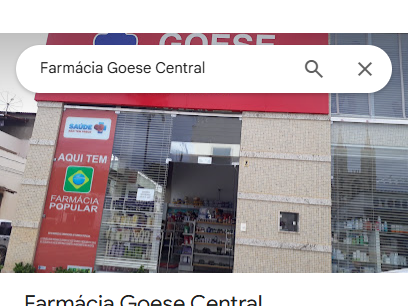 GOESE
Farmácia Goese Central
SAÚDE
AQUI TEM
FARMÁCIA
POPULAR
Farmácia Goese Central